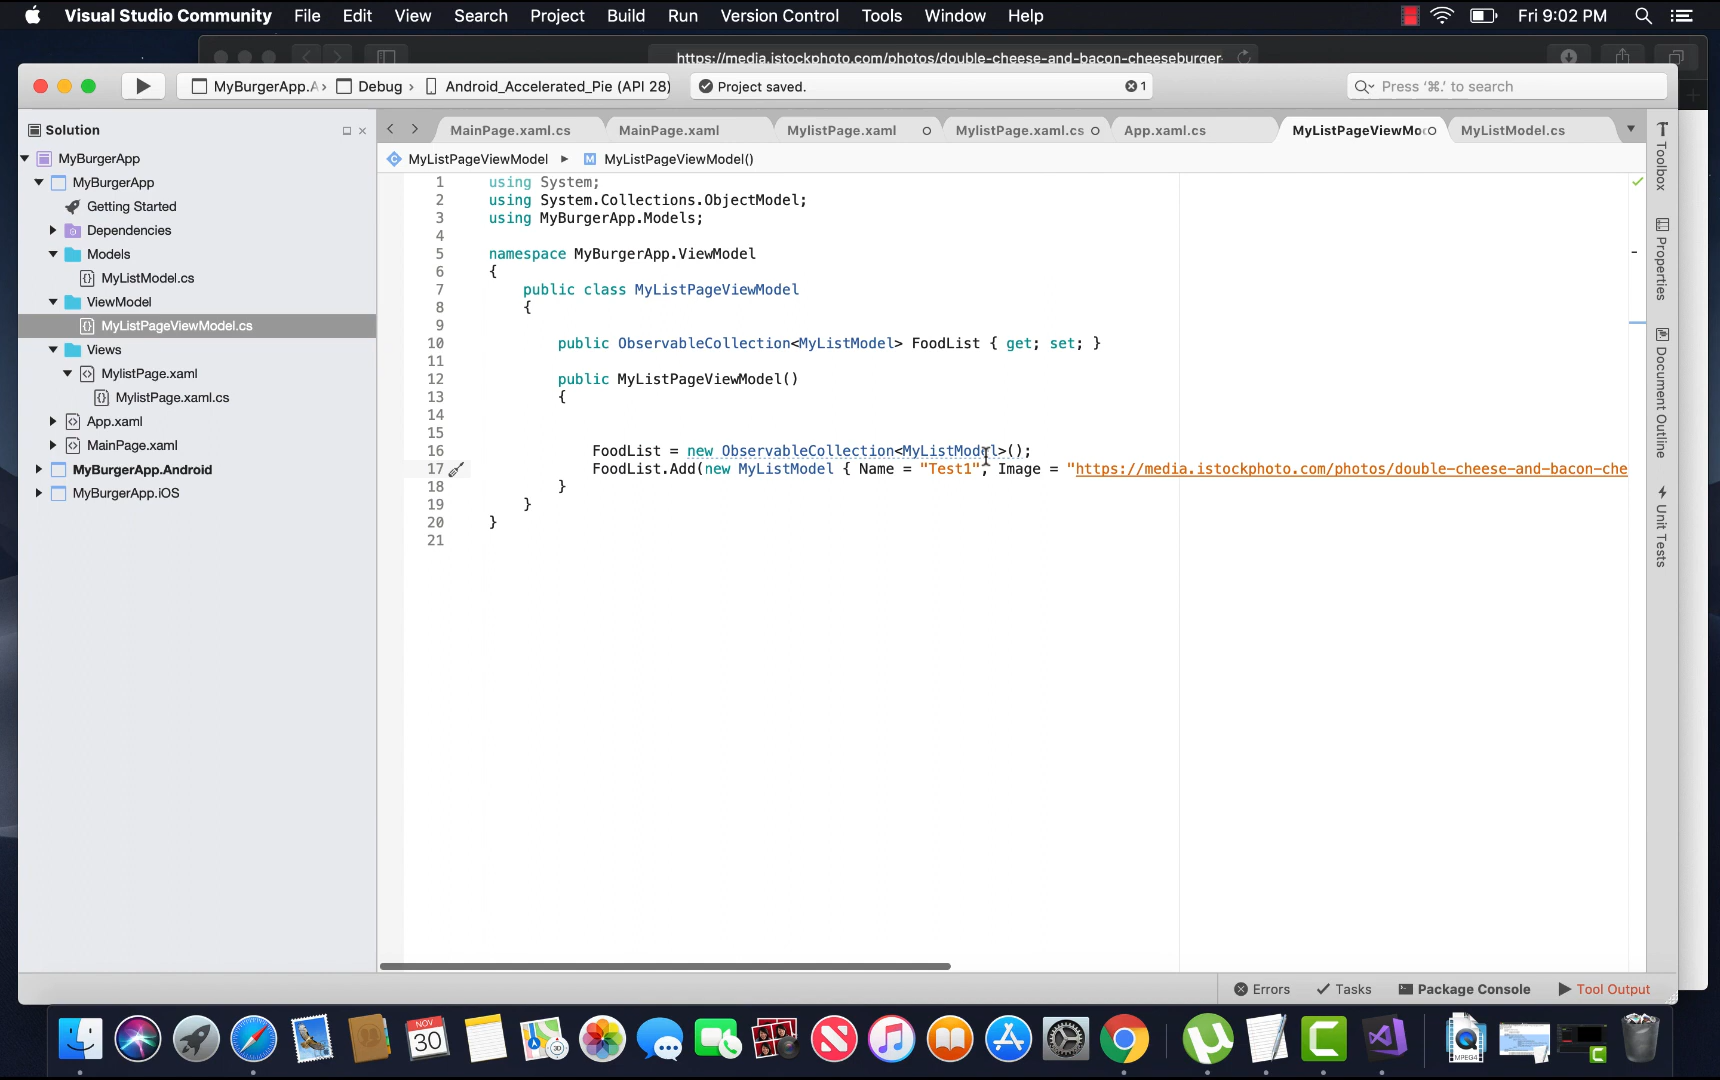 Visual Studio Community File Edit View Search Project Build Run Version Control Tools Window Help Fri 9:02 PM
https://media.istockphoto.com/photos/double-cheese-and-bacon-cheeseburger-
MyBurgerApp.A Debug Android_Accelerated_Pie (API 28) Project saved. 1 Press '⌘.' to search
Solution
MainPage.xaml.cs MainPage.xaml MylistPage.xaml MylistPage.xaml.cs App.xaml.cs MyListPageViewMo MyListModel.cs
MyListPageViewModel MyListPageViewModel()
MyBurgerApp
MyBurgerApp
Getting Started
Dependencies
Models
MyListModel.cs
ViewModel
MyListPageViewModel.cs
Views
MylistPage.xaml
MylistPage.xaml.cs
App.xaml
MainPage.xaml
MyBurgerApp.Android
MyBurgerApp.iOS
1 using System;
2 using System.Collections.ObjectModel;
3 using MyBurgerApp.Models;
4
5 namespace MyBurgerApp.ViewModel
6 {
7 public class MyListPageViewModel
8 {
9
10 public ObservableCollection<MyListModel> FoodList { get; set; }
11
12 public MyListPageViewModel()
13 {
14
15
16 FoodList = new ObservableCollection<MyListModel>();
17 FoodList.Add(new MyListModel { Name = "Test1", Image = "https://media.istockphoto.com/photos/double-cheese-and-bacon-che
18 }
19 }
20 }
21
Toolbox
Properties
Document Outline
Unit Tests
Errors Tasks Package Console Tool Output
NOV
30
MPEG4